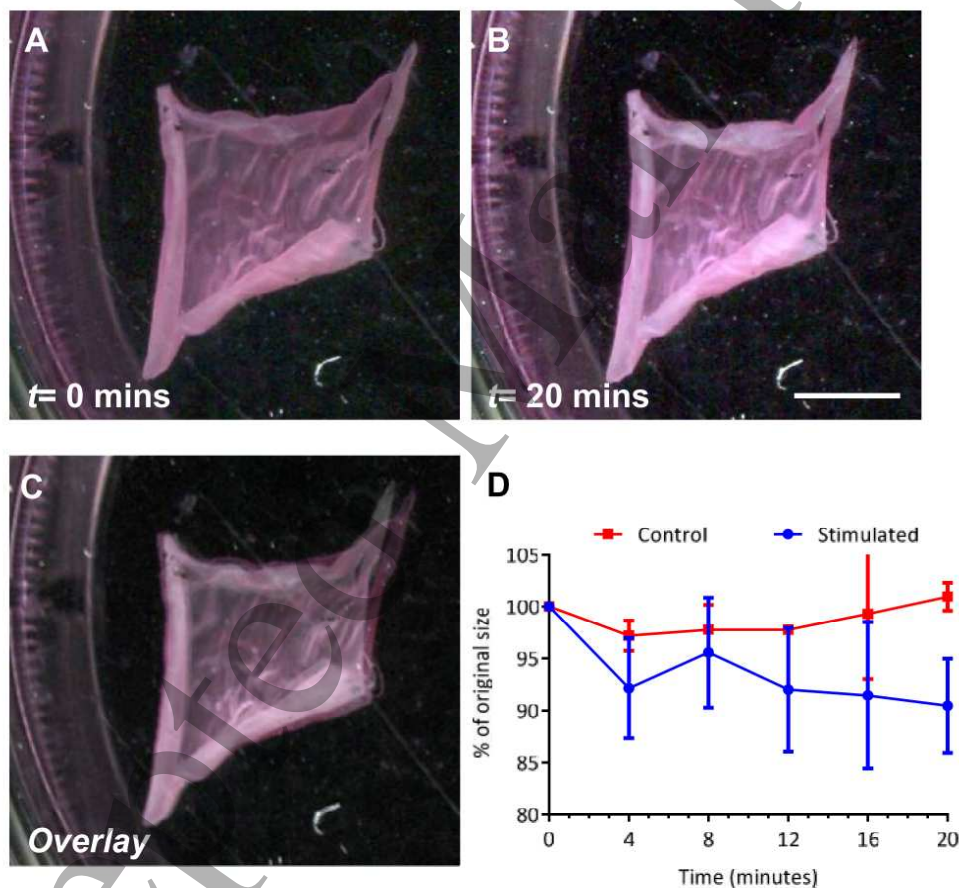 A
B
t= 0 mins
t= 20 mins
C
D
Control
Stimulated
% of original size
105
100
95
90
85
80
0
4
8
12
16
20
Time (minutes)
Overlay